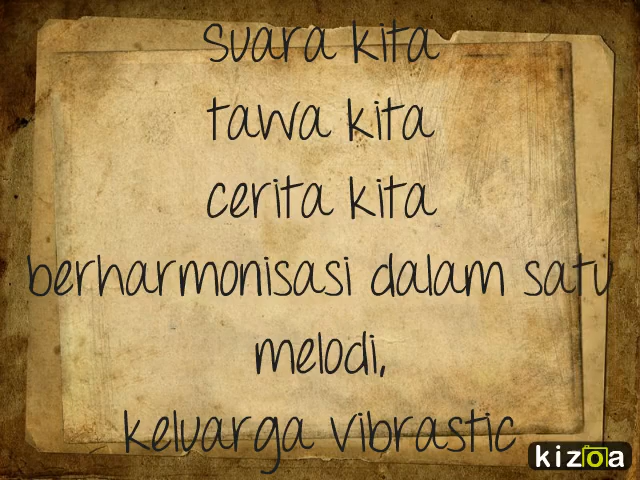 suara kita
tawa kita
cerita kita
berharmonisasi dalam satu
melodi,
keluarga vibrastic
kizoa